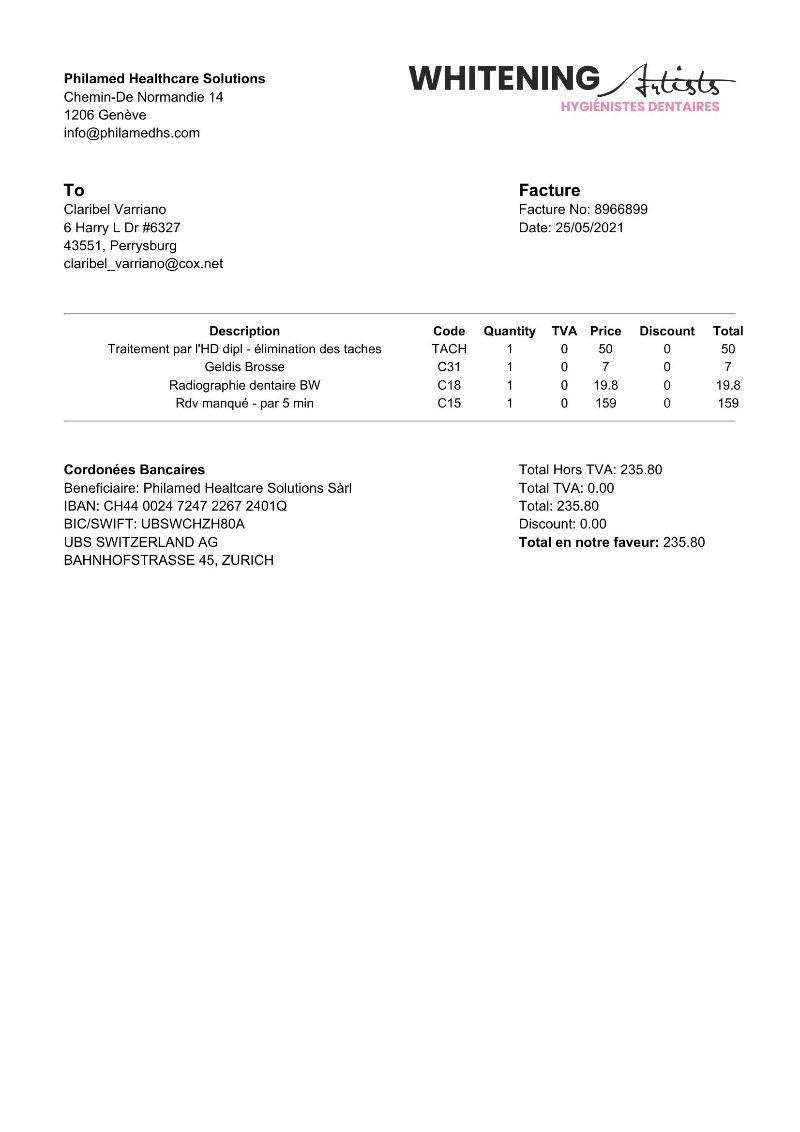 Philamed Healthcare Solutions
Chemin-De Normandie 14
1206 Genève
info@philamedhs.com
WHITENING Artists
HYGIÉNISTES DENTAIRES
To
Claribel Varriano
6 Harry L Dr #6327
43551, Perrysburg
claribel_varriano@cox.net
Facture
Facture No: 8966899
Date: 25/05/2021
Description Code Quantity TVA Price Discount Total
Traitement par l'HD dipl - élimination des taches TACH 1 0 50 0 50
Geldis Brosse C31 1 0 7 0 7
Radiographie dentaire BW C18 1 0 19.8 0 19.8
Rdv manqué - par 5 min C15 1 0 159 0 159
Cordonées Bancaires
Beneficiaire: Philamed Healtcare Solutions Sàrl
IBAN: CH44 0024 7247 2267 2401Q
BIC/SWIFT: UBSWCHZH80A
UBS SWITZERLAND AG
BAHNHOFSTRASSE 45, ZURICH
Total Hors TVA: 235.80
Total TVA: 0.00
Total: 235.80
Discount: 0.00
Total en notre faveur: 235.80